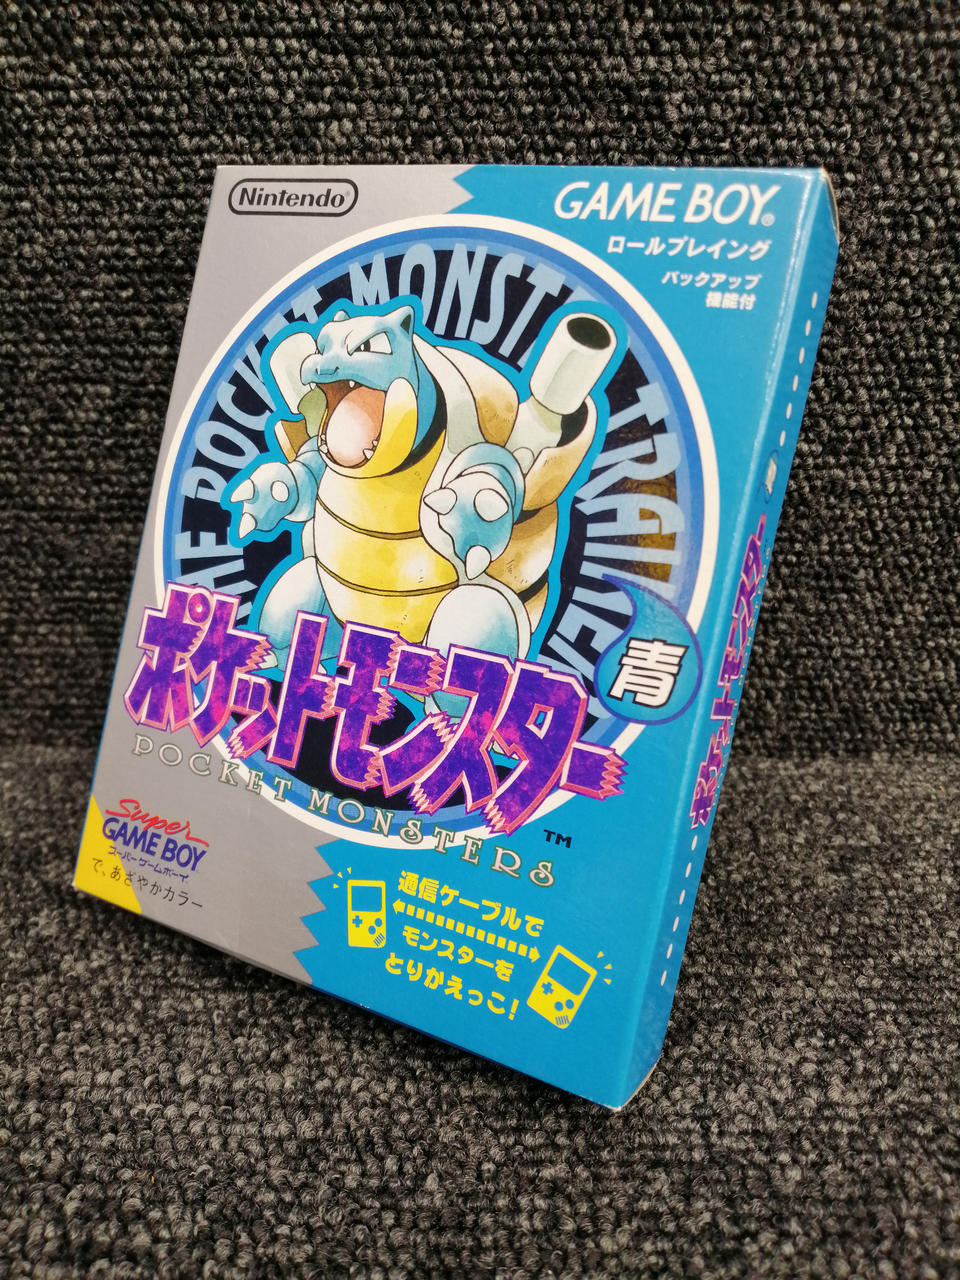 Nintendo®
GAME BOY®
ロールプレイング
バックアップ
機能付
THE POCKET MONSTER TRAINER
青
ポケットモンスター
POCKET MONSTERS
TM
Super
GAME BOY
スーパーゲームボーイ
で、あざやかカラー
通信ケーブルで
モンスターを
とりかえっこ!
ポケットモンスター 青